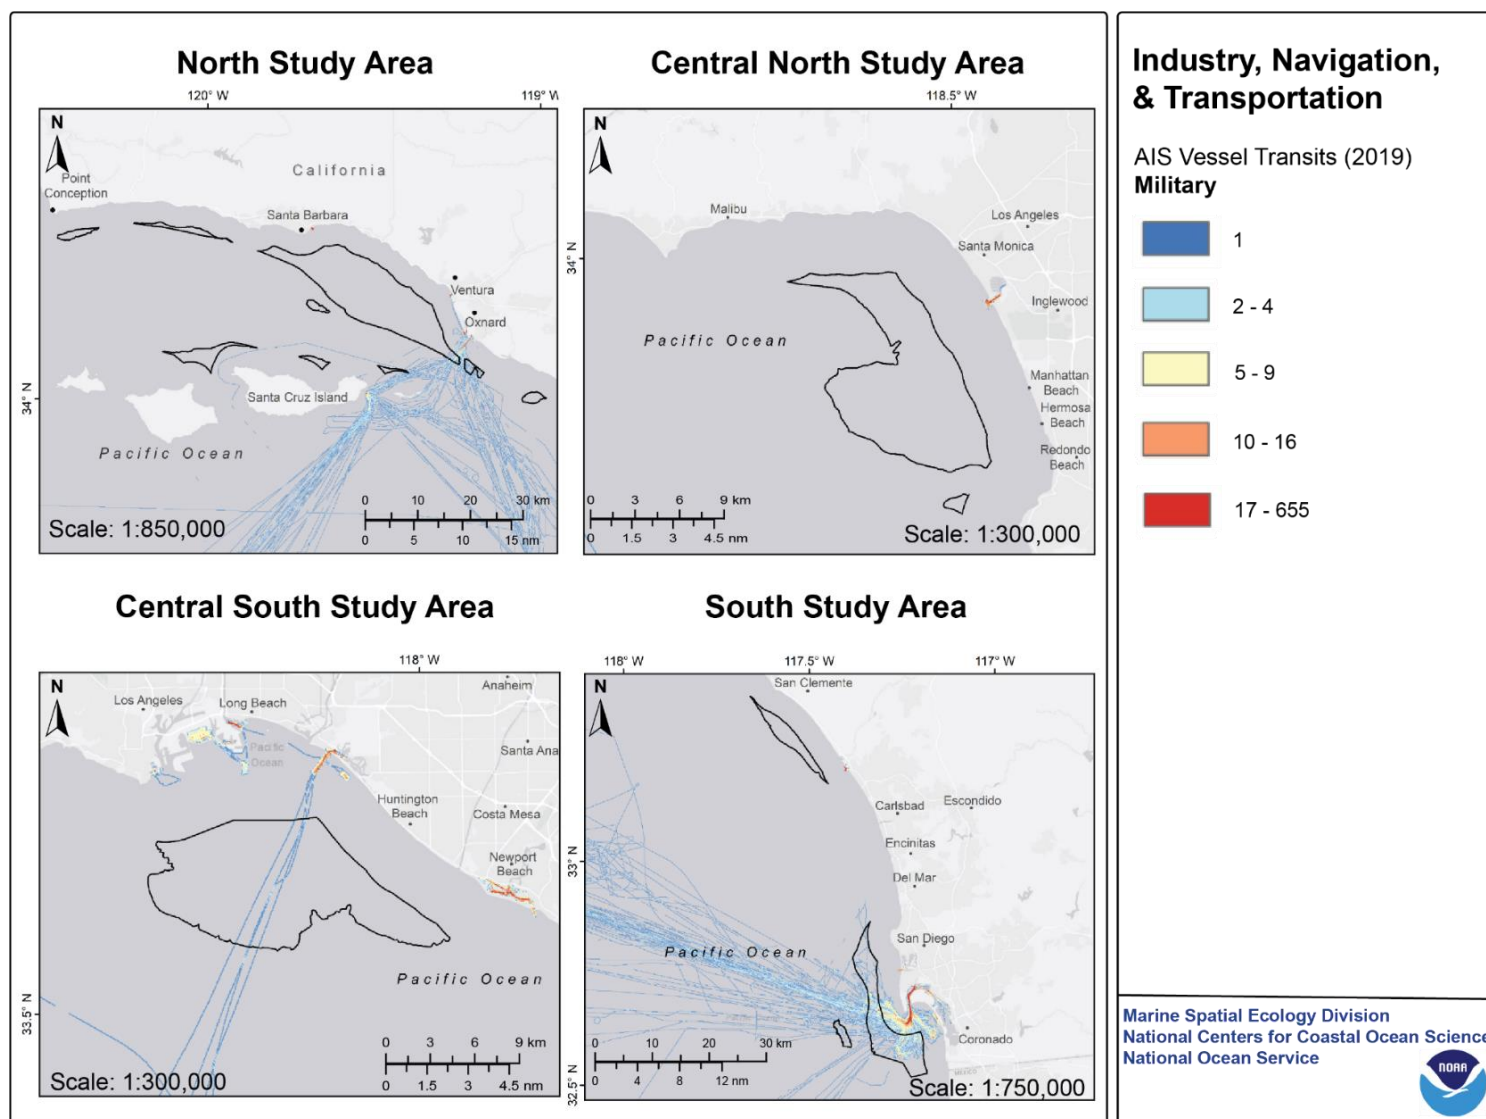 North Study Area
120° W
119° W
N
Point
Conception
California
Santa Barbara
Ventura
Oxnard
34° N
Santa Cruz Island
Pacific Ocean
0 10 20 30 km
0 5 10 15 nm
Scale: 1:850,000
Central North Study Area
118.5° W
N
Malibu
Los Angeles
Santa Monica
34° N
Inglewood
Pacific Ocean
Manhattan
Beach
Hermosa
Beach
Redondo
Beach
0 3 6 9 km
0 1.5 3 4.5 nm
Scale: 1:300,000
Central South Study Area
118° W
N
Anaheim
Los Angeles
Long Beach
Pacific
Ocean
Santa Ana
Huntington
Beach
Costa Mesa
Newport
Beach
Pacific Ocean
33.5° N
0 3 6 9 km
0 1.5 3 4.5 nm
Scale: 1:300,000
South Study Area
118° W
117.5° W
117° W
N
San Clemente
Carlsbad
Escondido
33° N
Encinitas
Del Mar
San Diego
Pacific Ocean
Coronado
MEXICO
32.5° N
0 10 20 30 km
0 4 8 12 nm
Scale: 1:750,000
Industry, Navigation,
& Transportation
AIS Vessel Transits (2019)
Military
1
2 - 4
5 - 9
10 - 16
17 - 655
Marine Spatial Ecology Division
National Centers for Coastal Ocean Science
National Ocean Service
NOAA